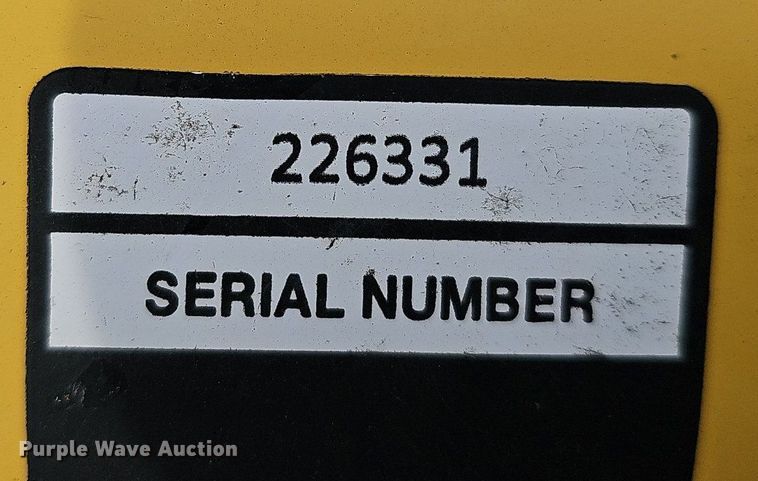 226331
SERIAL NUMBER
Purple Wave Auction